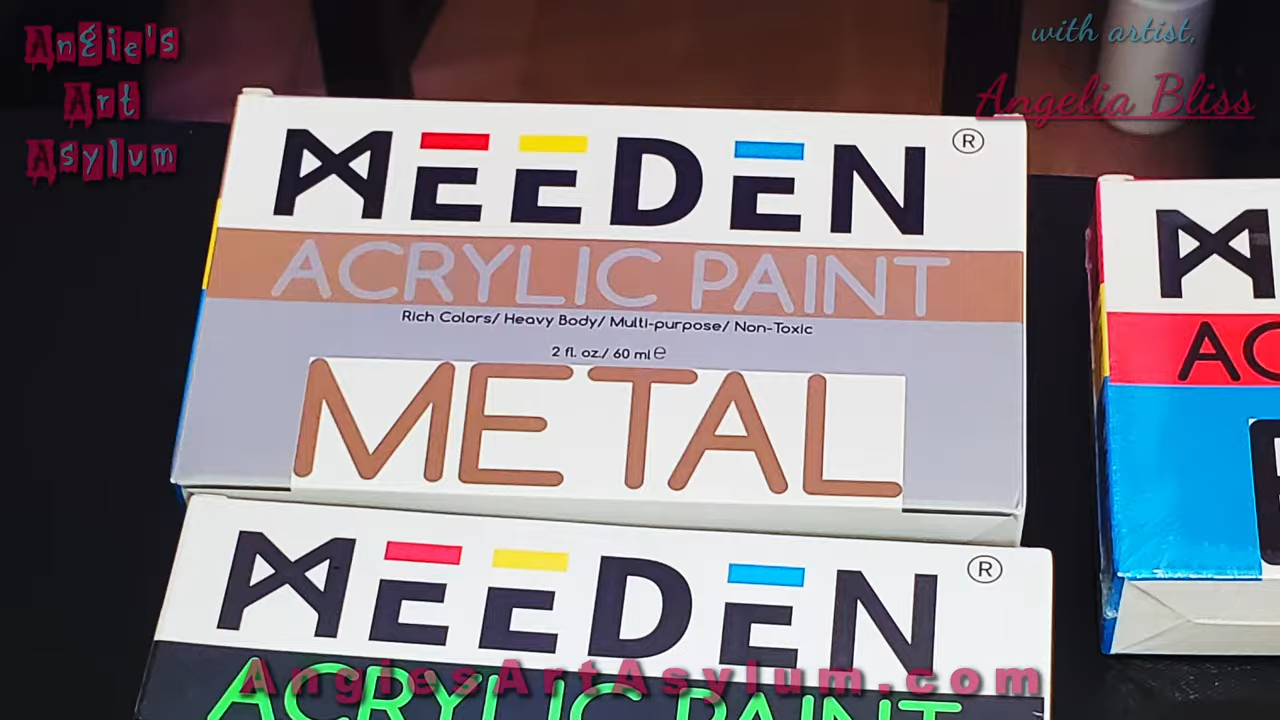 Angie's
Art
Asylum
with artist,
Angelia Bliss
MEEDEN®
ACRYLIC PAINT
Rich Colors/ Heavy Body/ Multi-purpose/ Non-Toxic
2 fl. oz./ 60 ml℮
METAL
MEEDEN®
ACRYLIC PAINT
AngiesArtAsylum.com
M
AC